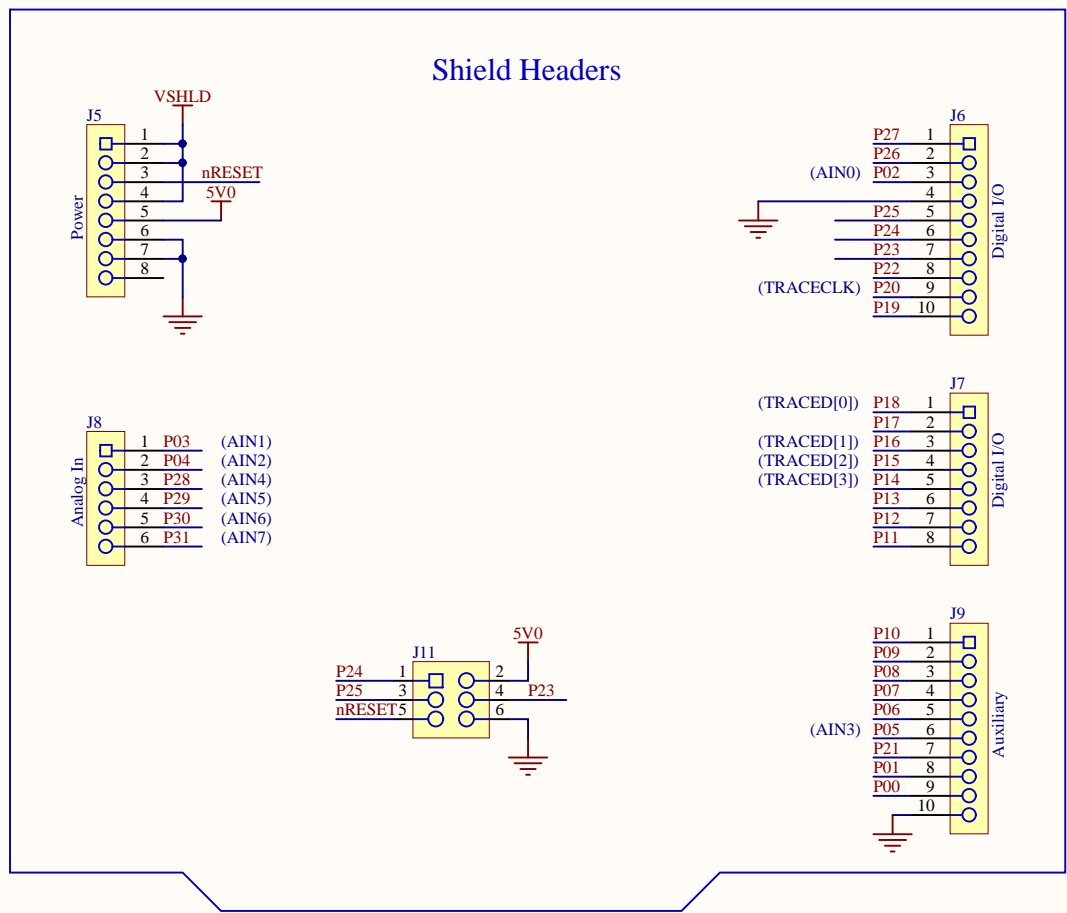 Shield Headers
J5
VSHLD
Power
1
2
3 nRESET
4 5V0
5
6
7
8
J6
Digital I/O
P27 1
P26 2
(AIN0) P02 3
4
P25 5
P24 6
P23 7
P22 8
(TRACECLK) P20 9
P19 10
J8
Analog In
1 P03 (AIN1)
2 P04 (AIN2)
3 P28 (AIN4)
4 P29 (AIN5)
5 P30 (AIN6)
6 P31 (AIN7)
J7
Digital I/O
(TRACED[0]) P18 1
P17 2
(TRACED[1]) P16 3
(TRACED[2]) P15 4
(TRACED[3]) P14 5
P13 6
P12 7
P11 8
J11
5V0
P24 1 2
P25 3 4 P23
nRESET 5 6
J9
Auxiliary
P10 1
P09 2
P08 3
P07 4
P06 5
(AIN3) P05 6
P21 7
P01 8
P00 9
10